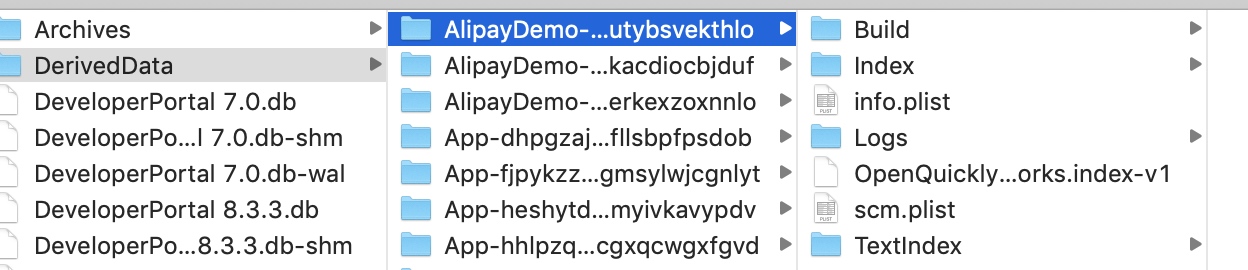 Archives
DerivedData
DeveloperPortal 7.0.db
DeveloperPo...l 7.0.db-shm
DeveloperPortal 7.0.db-wal
DeveloperPortal 8.3.3.db
DeveloperPo...8.3.3.db-shm
AlipayDemo-...utybsvekthlo
AlipayDemo-...kacdiocbjduf
AlipayDemo-...erkexzoxnnlo
App-dhpgzaj...fllsbpfpsdob
App-fjpykzz...gmsylwjcgnlyt
App-heshytd...myivkavypdv
App-hhlpzq...cgxqcwgxfgvd
Build
Index
info.plist
Logs
OpenQuickly...orks.index-v1
scm.plist
TextIndex